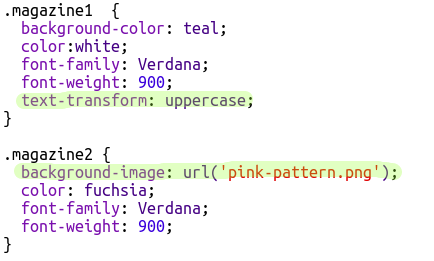 .magazine1  {
  background-color: teal;
  color:white;
  font-family: Verdana;
  font-weight: 900;
  text-transform: uppercase;
}

.magazine2 {
  background-image: url('pink-pattern.png');
  color: fuchsia;
  font-family: Verdana;
  font-weight: 900;
}